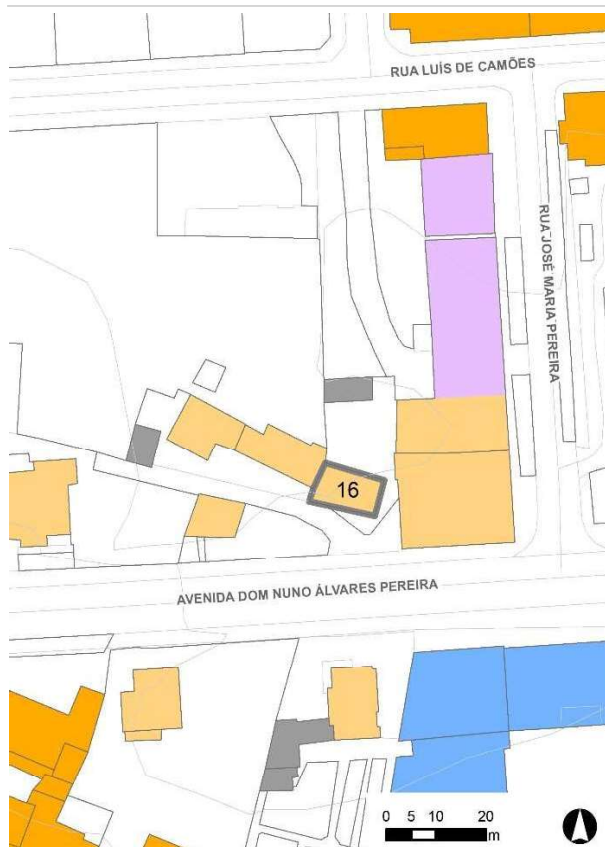 RUA LUÍS DE CAMÕES
RUA JOSÉ MARIA PEREIRA
16
AVENIDA DOM NUNO ÁLVARES PEREIRA
0 5 10 20
m